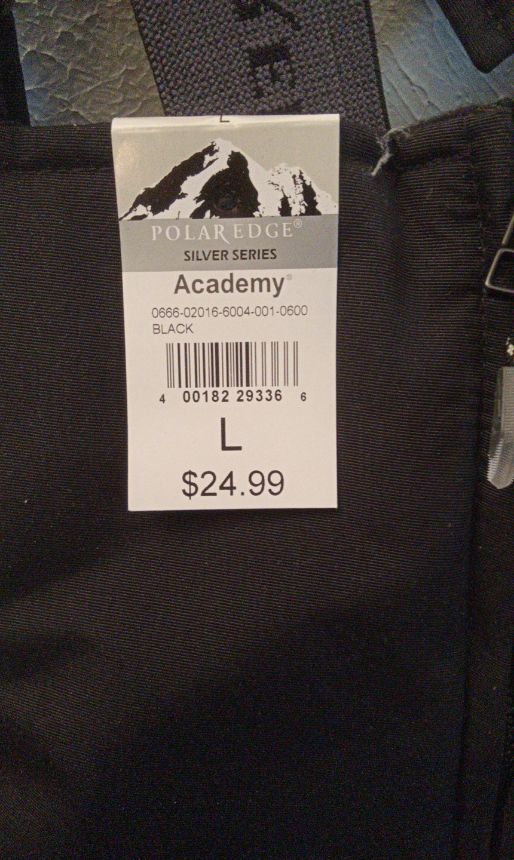 L
POLAR EDGE®
SILVER SERIES
Academy®
0666-02016-6004-001-0600
BLACK
4 00182 29336 6
L
$24.99